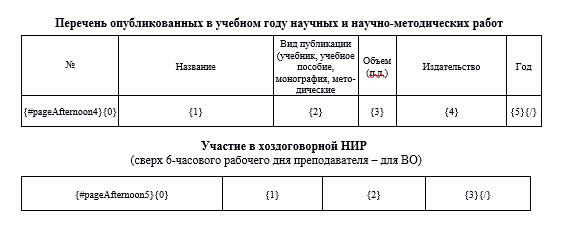 Перечень опубликованных в учебном году научных и научно-методических работ
№
Название
Вид публикации
(учебник, учебное
пособие,
монография, мето-
дические
Объем
(п.л.)
Издательство
Год
{#pageAfternoon4}{0}
{1}
{2}
{3}
{4}
{5}{/}
Участие в хоздоговорной НИР
(сверх 6-часового рабочего дня преподавателя – для ВО)
{#pageAfternoon5}{0}
{1}
{2}
{3}{/}